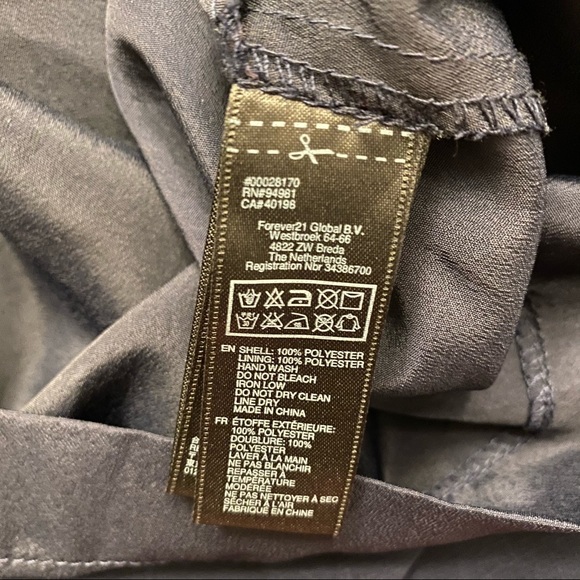 #00028170
RN#94981
CA#40198
Forever21 Global B.V.
Westbroek 64-66
4822 ZW Breda
The Netherlands
Registration Nbr 34386700
EN SHELL: 100% POLYESTER
LINING: 100% POLYESTER
HAND WASH
DO NOT BLEACH
IRON LOW
DO NOT DRY CLEAN
LINE DRY
MADE IN CHINA
FR ÉTOFFE EXTÉRIEURE:
100% POLYESTER
DOUBLURE: 100%
POLYESTER
LAVER À LA MAIN
NE PAS BLANCHIR
REPASSER À
TEMPÉRATURE
MODÉRÉE
NE PAS NETTOYER À SEC
SÉCHER À L'AIR
FABRIQUÉ EN CHINE